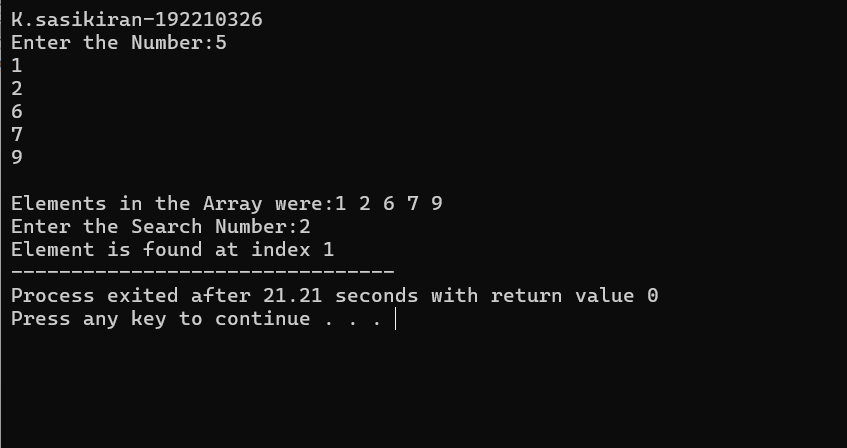 K.sasikiran-192210326
Enter the Number:5
1
2
6
7
9
Elements in the Array were:1 2 6 7 9
Enter the Search Number:2
Element is found at index 1
--------------------------------
Process exited after 21.21 seconds with return value 0
Press any key to continue . . .